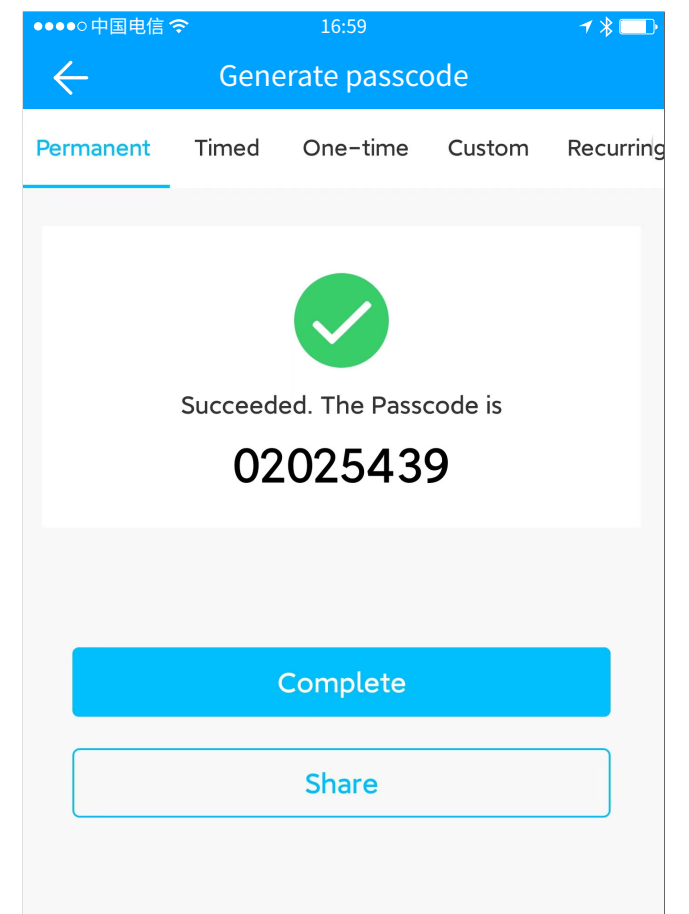 中国电信 16:59
Generate passcode
Permanent Timed One-time Custom Recurring
Succeeded. The Passcode is
02025439
Complete
Share